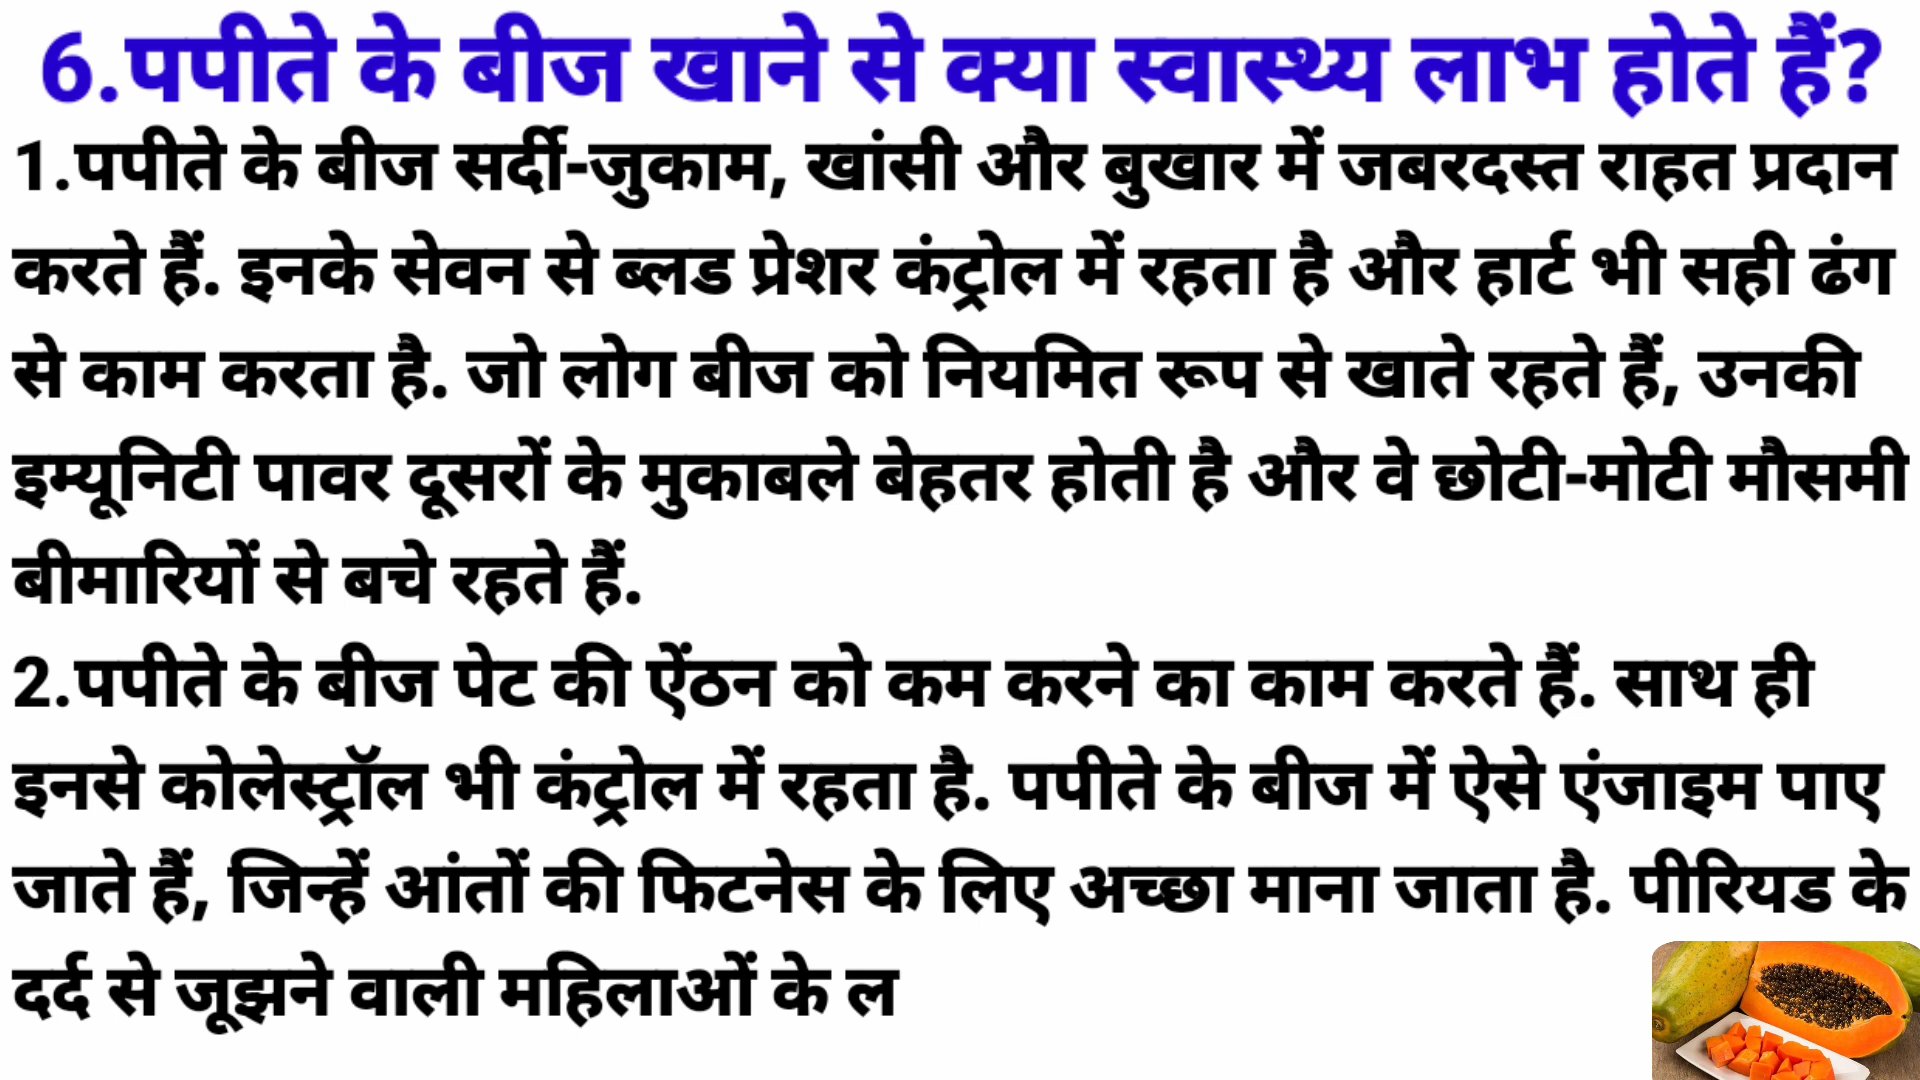 6.पपीते के बीज खाने से क्या स्वास्थ्य लाभ होते हैं?
1.पपीते के बीज सर्दी-जुकाम, खांसी और बुखार में जबरदस्त राहत प्रदान
करते हैं. इनके सेवन से ब्लड प्रेशर कंट्रोल में रहता है और हार्ट भी सही ढंग
से काम करता है. जो लोग बीज को नियमित रूप से खाते रहते हैं, उनकी
इम्यूनिटी पावर दूसरों के मुकाबले बेहतर होती है और वे छोटी-मोटी मौसमी
बीमारियों से बचे रहते हैं.
2.पपीते के बीज पेट की ऐंठन को कम करने का काम करते हैं. साथ ही
इनसे कोलेस्ट्रॉल भी कंट्रोल में रहता है. पपीते के बीज में ऐसे एंजाइम पाए
जाते हैं, जिन्हें आंतों की फिटनेस के लिए अच्छा माना जाता है. पीरियड के
दर्द से जूझने वाली महिलाओं के ल